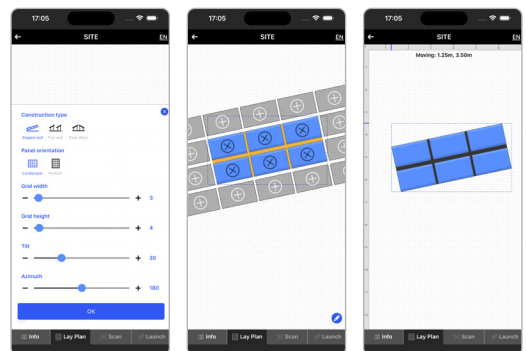 17:05
SITE
EN
Construction type
Sloped roof Flat roof East-West
Panel orientation
Landscape Portrait
Grid width
3
Grid height
4
Tilt
20
Azimuth
180
OK
Info Lay Plan Scan Launch
17:05
SITE
EN
Info Lay Plan Scan Launch
17:05
SITE
EN
Moving: 1.25m, 3.50m
Info Lay Plan Scan Launch